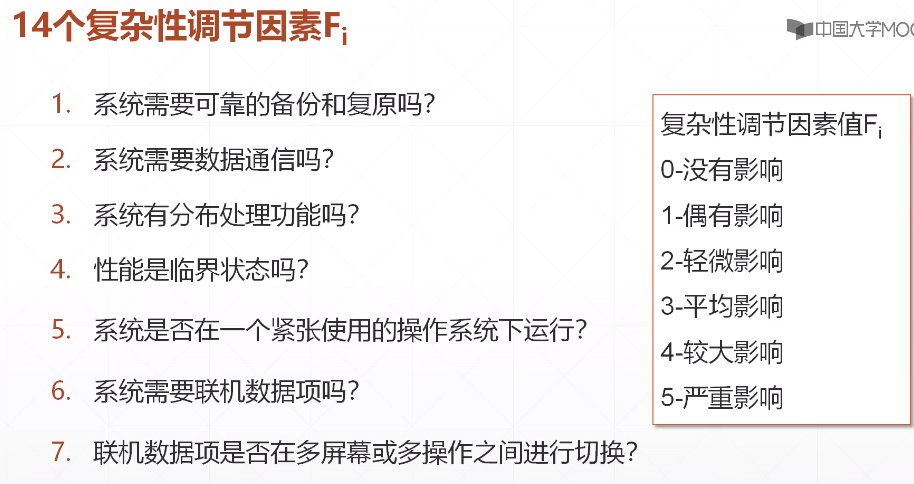 14个复杂性调节因素Fi
中国大学MOO
1. 系统需要可靠的备份和复原吗?
2. 系统需要数据通信吗?
3. 系统有分布处理功能吗?
4. 性能是临界状态吗?
5. 系统是否在一个紧张使用的操作系统下运行?
6. 系统需要联机数据项吗?
7. 联机数据项是否在多屏幕或多操作之间进行切换?
复杂性调节因素值Fi
0-没有影响
1-偶有影响
2-轻微影响
3-平均影响
4-较大影响
5-严重影响